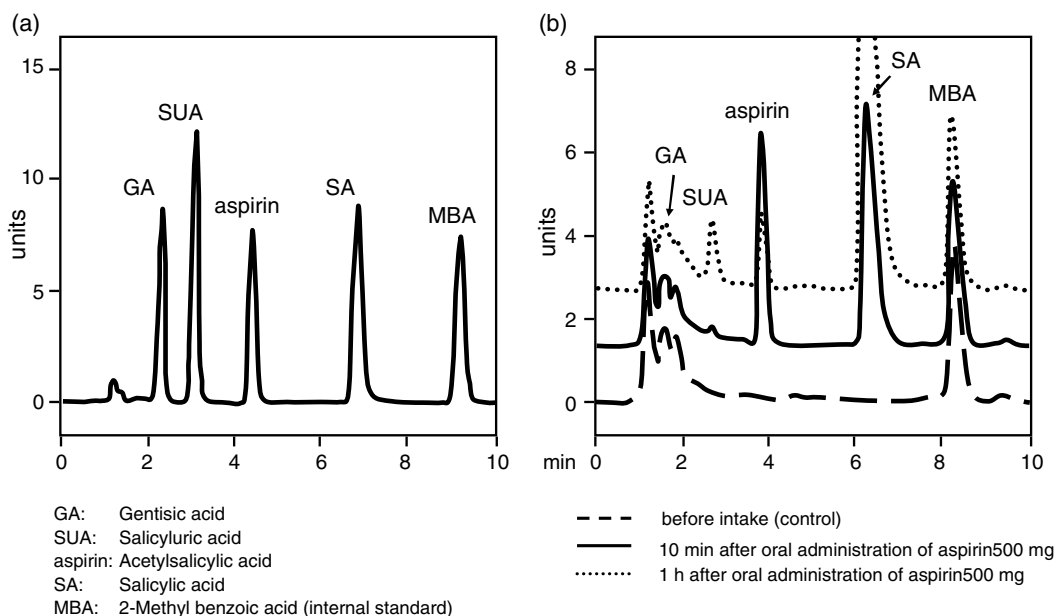 (a)
15
10
5
0
units
GA
SUA
aspirin
SA
MBA
0 2 4 6 8 10
GA: Gentisic acid
SUA: Salicyluric acid
aspirin: Acetylsalicylic acid
SA: Salicylic acid
MBA: 2-Methyl benzoic acid (internal standard)
(b)
8
6
4
2
0
units
GA
SUA
aspirin
SA
MBA
min 0 2 4 6 8 10
before intake (control)
10 min after oral administration of aspirin500 mg
1 h after oral administration of aspirin500 mg